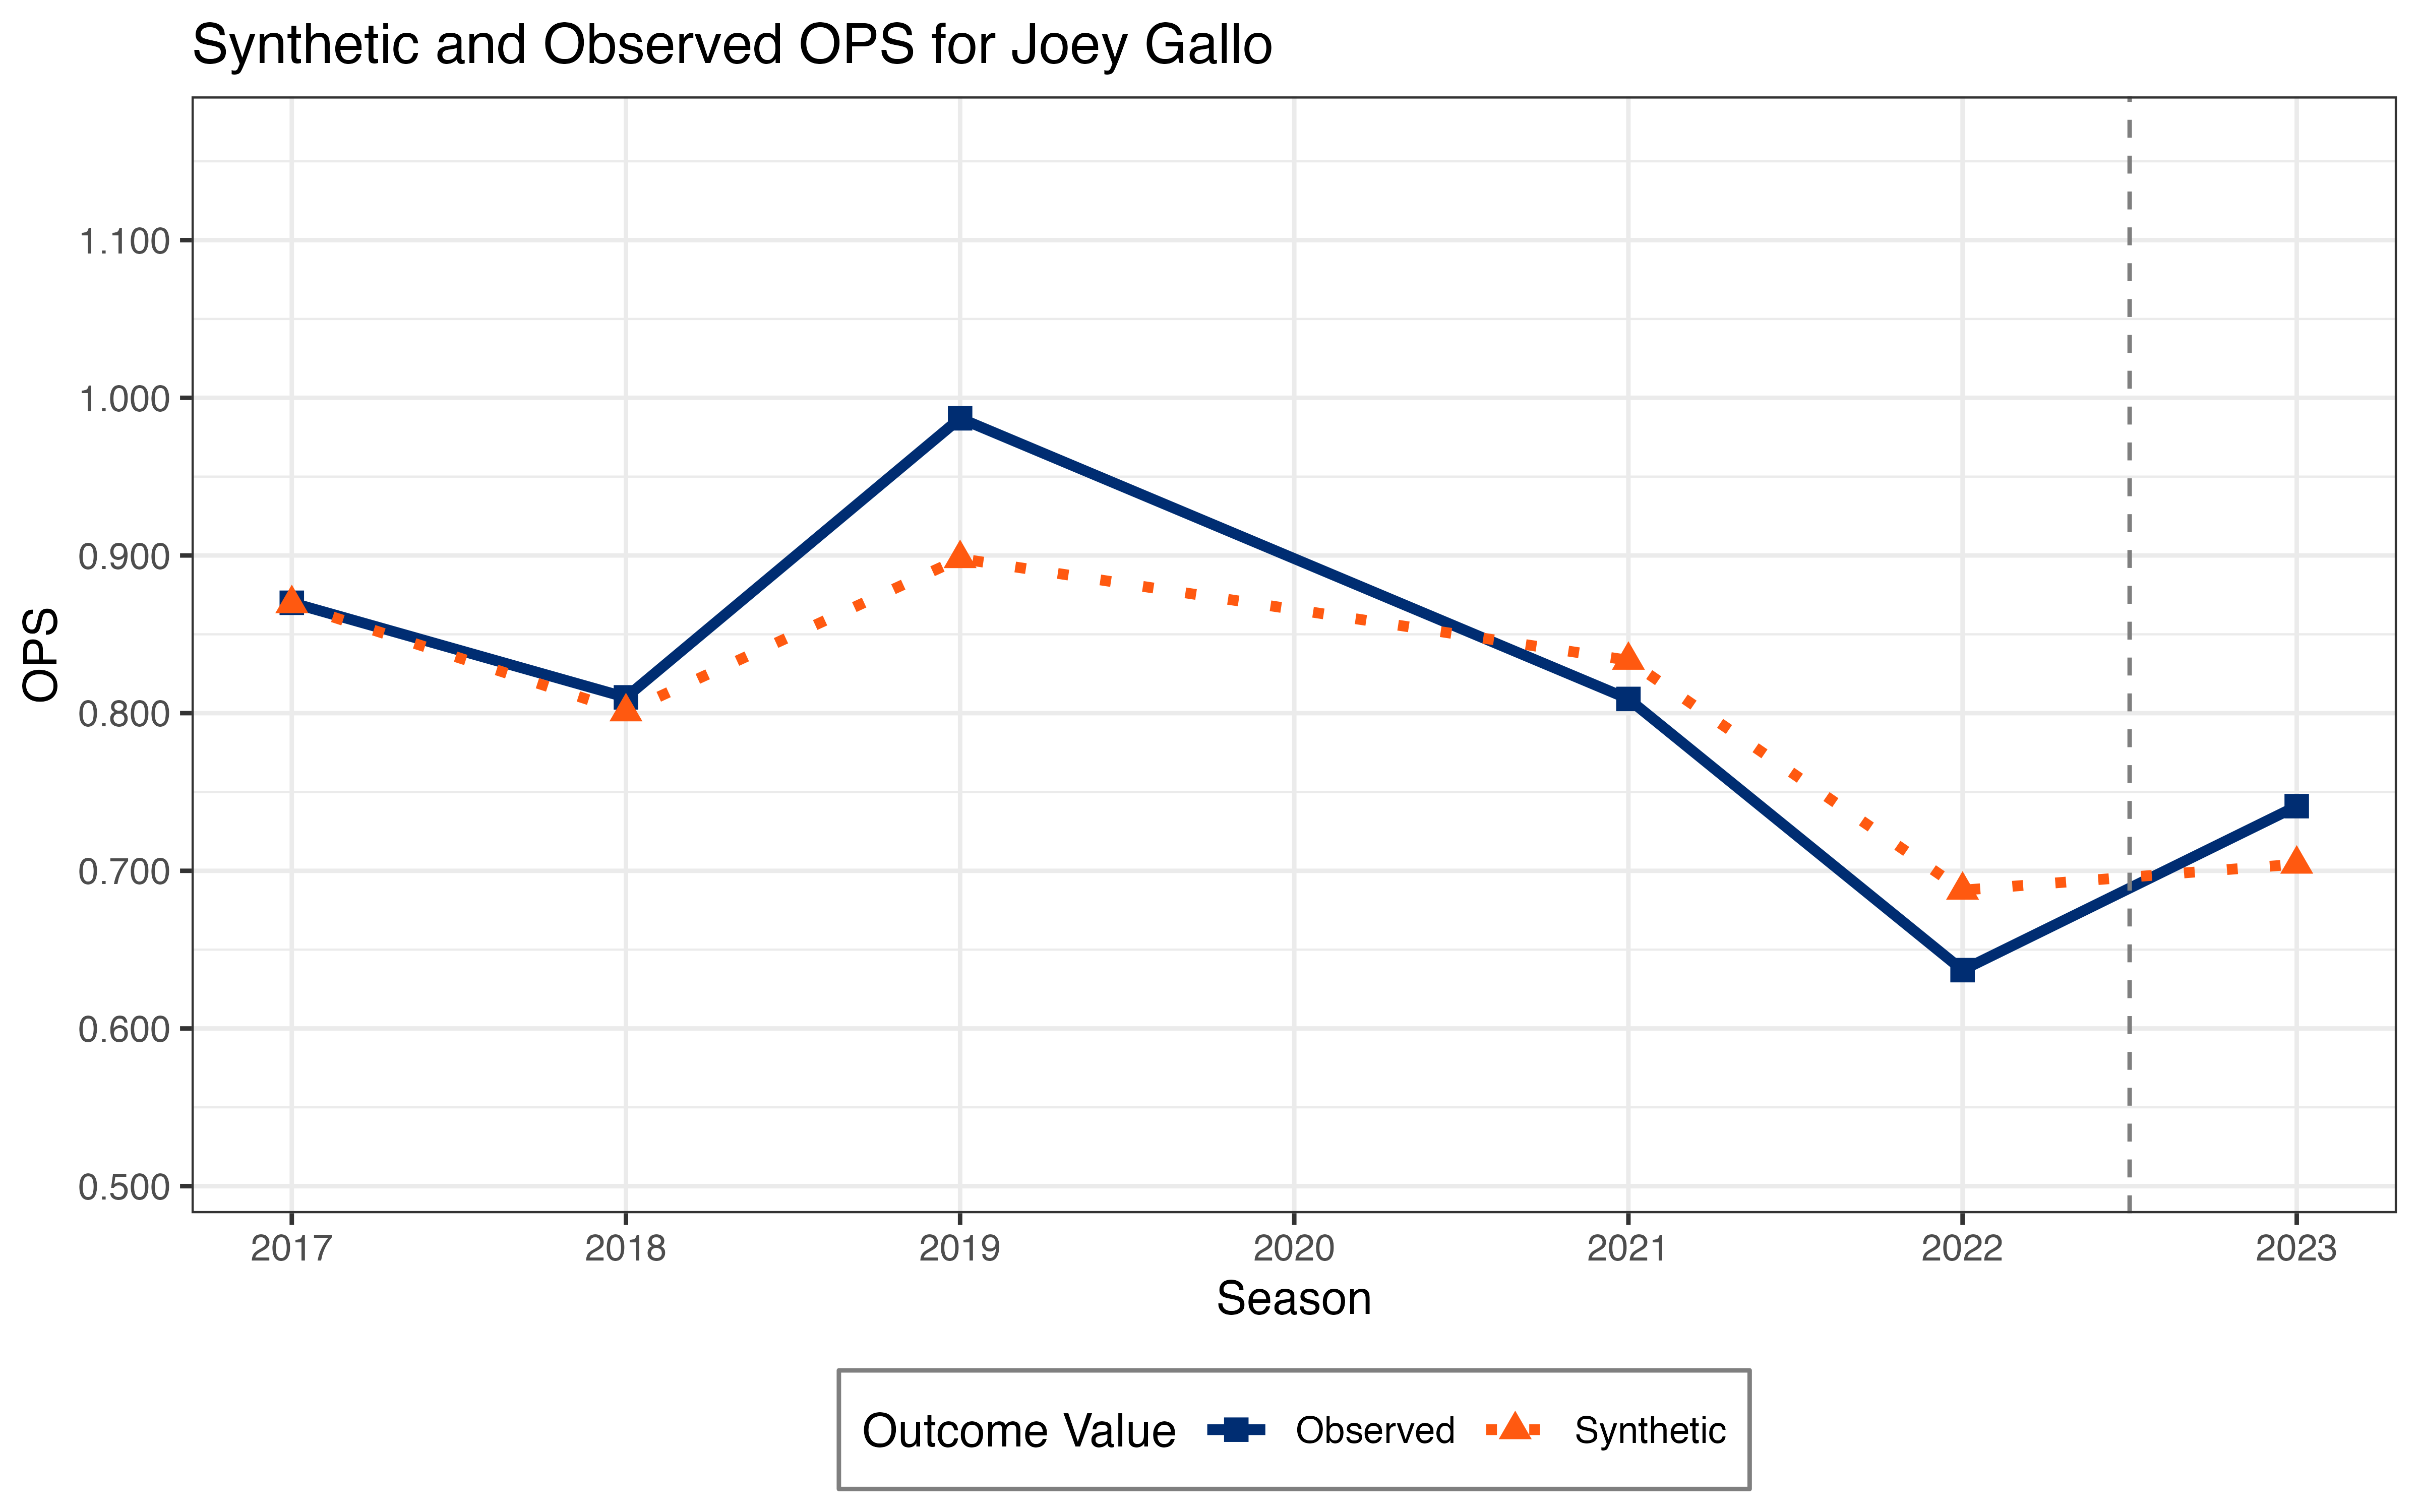 Synthetic and Observed OPS for Joey Gallo
OPS
1.100
1.000
0.900
0.800
0.700
0.600
0.500
2017 2018 2019 2020 2021 2022 2023
Season
Outcome Value Observed Synthetic